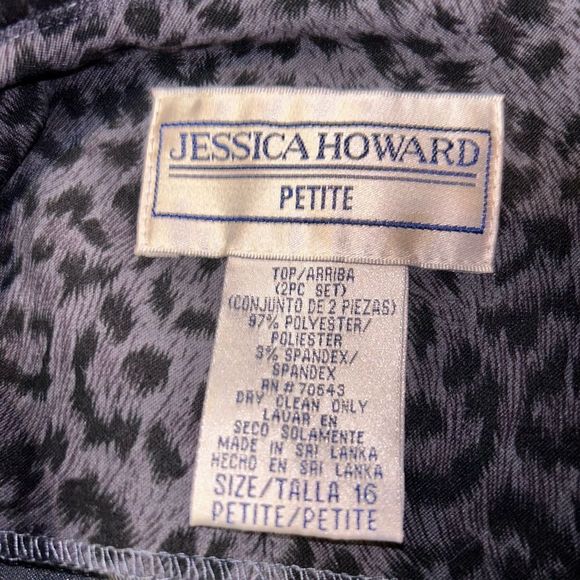 JESSICA HOWARD
PETITE
TOP/ARRIBA
(2PC SET)
(CONJUNTO DE 2 PIEZAS)
97% POLYESTER/
POLIESTER
3% SPANDEX/
SPANDEX
RN # 70643
DRY CLEAN ONLY
LAVAR EN
SECO SOLAMENTE
MADE IN SRI LANKA
HECHO EN SRI LANKA
SIZE/TALLA 16
PETITE/PETITE